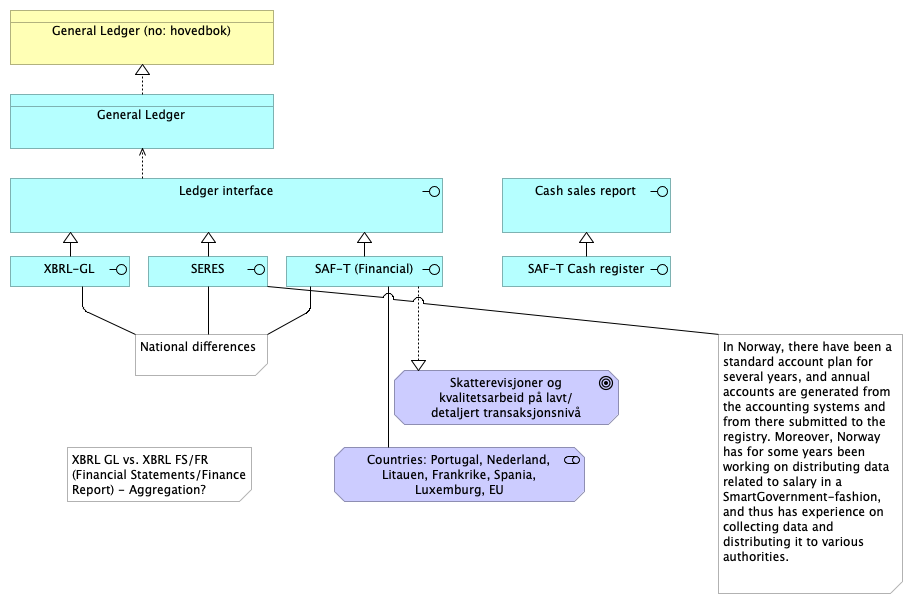 General Ledger (no: hovedbok)
General Ledger
Ledger interface
Cash sales report
XBRL-GL
SERES
SAF-T (Financial)
SAF-T Cash register
National differences
In Norway, there have been a
standard account plan for
several years, and annual
accounts are generated from
the accounting systems and
from there submitted to the
registry. Moreover, Norway
has for some years been
working on distributing data
related to salary in a
SmartGovernment-fashion,
and thus has experience on
collecting data and
distributing it to various
authorities.
Skatterevisjoner og
kvalitetsarbeid på lavt/
detaljert transaksjonsnivå
XBRL GL vs. XBRL FS/FR
(Financial Statements/Finance
Report) - Aggregation?
Countries: Portugal, Nederland,
Litauen, Frankrike, Spania,
Luxemburg, EU